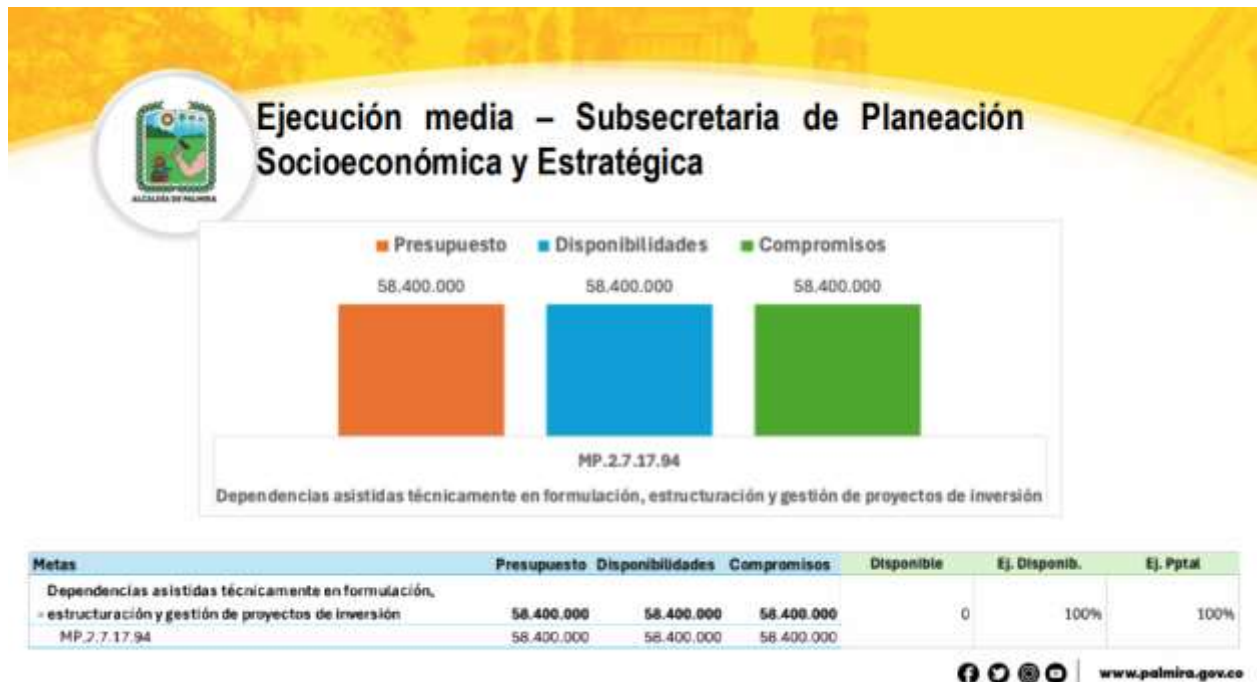 Ejecución media – Subsecretaria de Planeación
Socioeconómica y Estratégica
ALCALDÍA DE PALMIRA
Presupuesto Disponibilidades Compromisos
58.400.000 58.400.000 58.400.000
MP.2.7.17.94
Dependencias asistidas técnicamente en formulación, estructuración y gestión de proyectos de inversión
Metas Presupuesto Disponibilidades Compromisos Disponible Ej. Disponib. Ej. Pptal
Dependencias asistidas técnicamente en formulación,
estructuración y gestión de proyectos de inversión 58.400.000 58.400.000 58.400.000 0 100% 100%
MP.2.7.17.94 58.400.000 58.400.000 58.400.000
www.palmira.gov.co